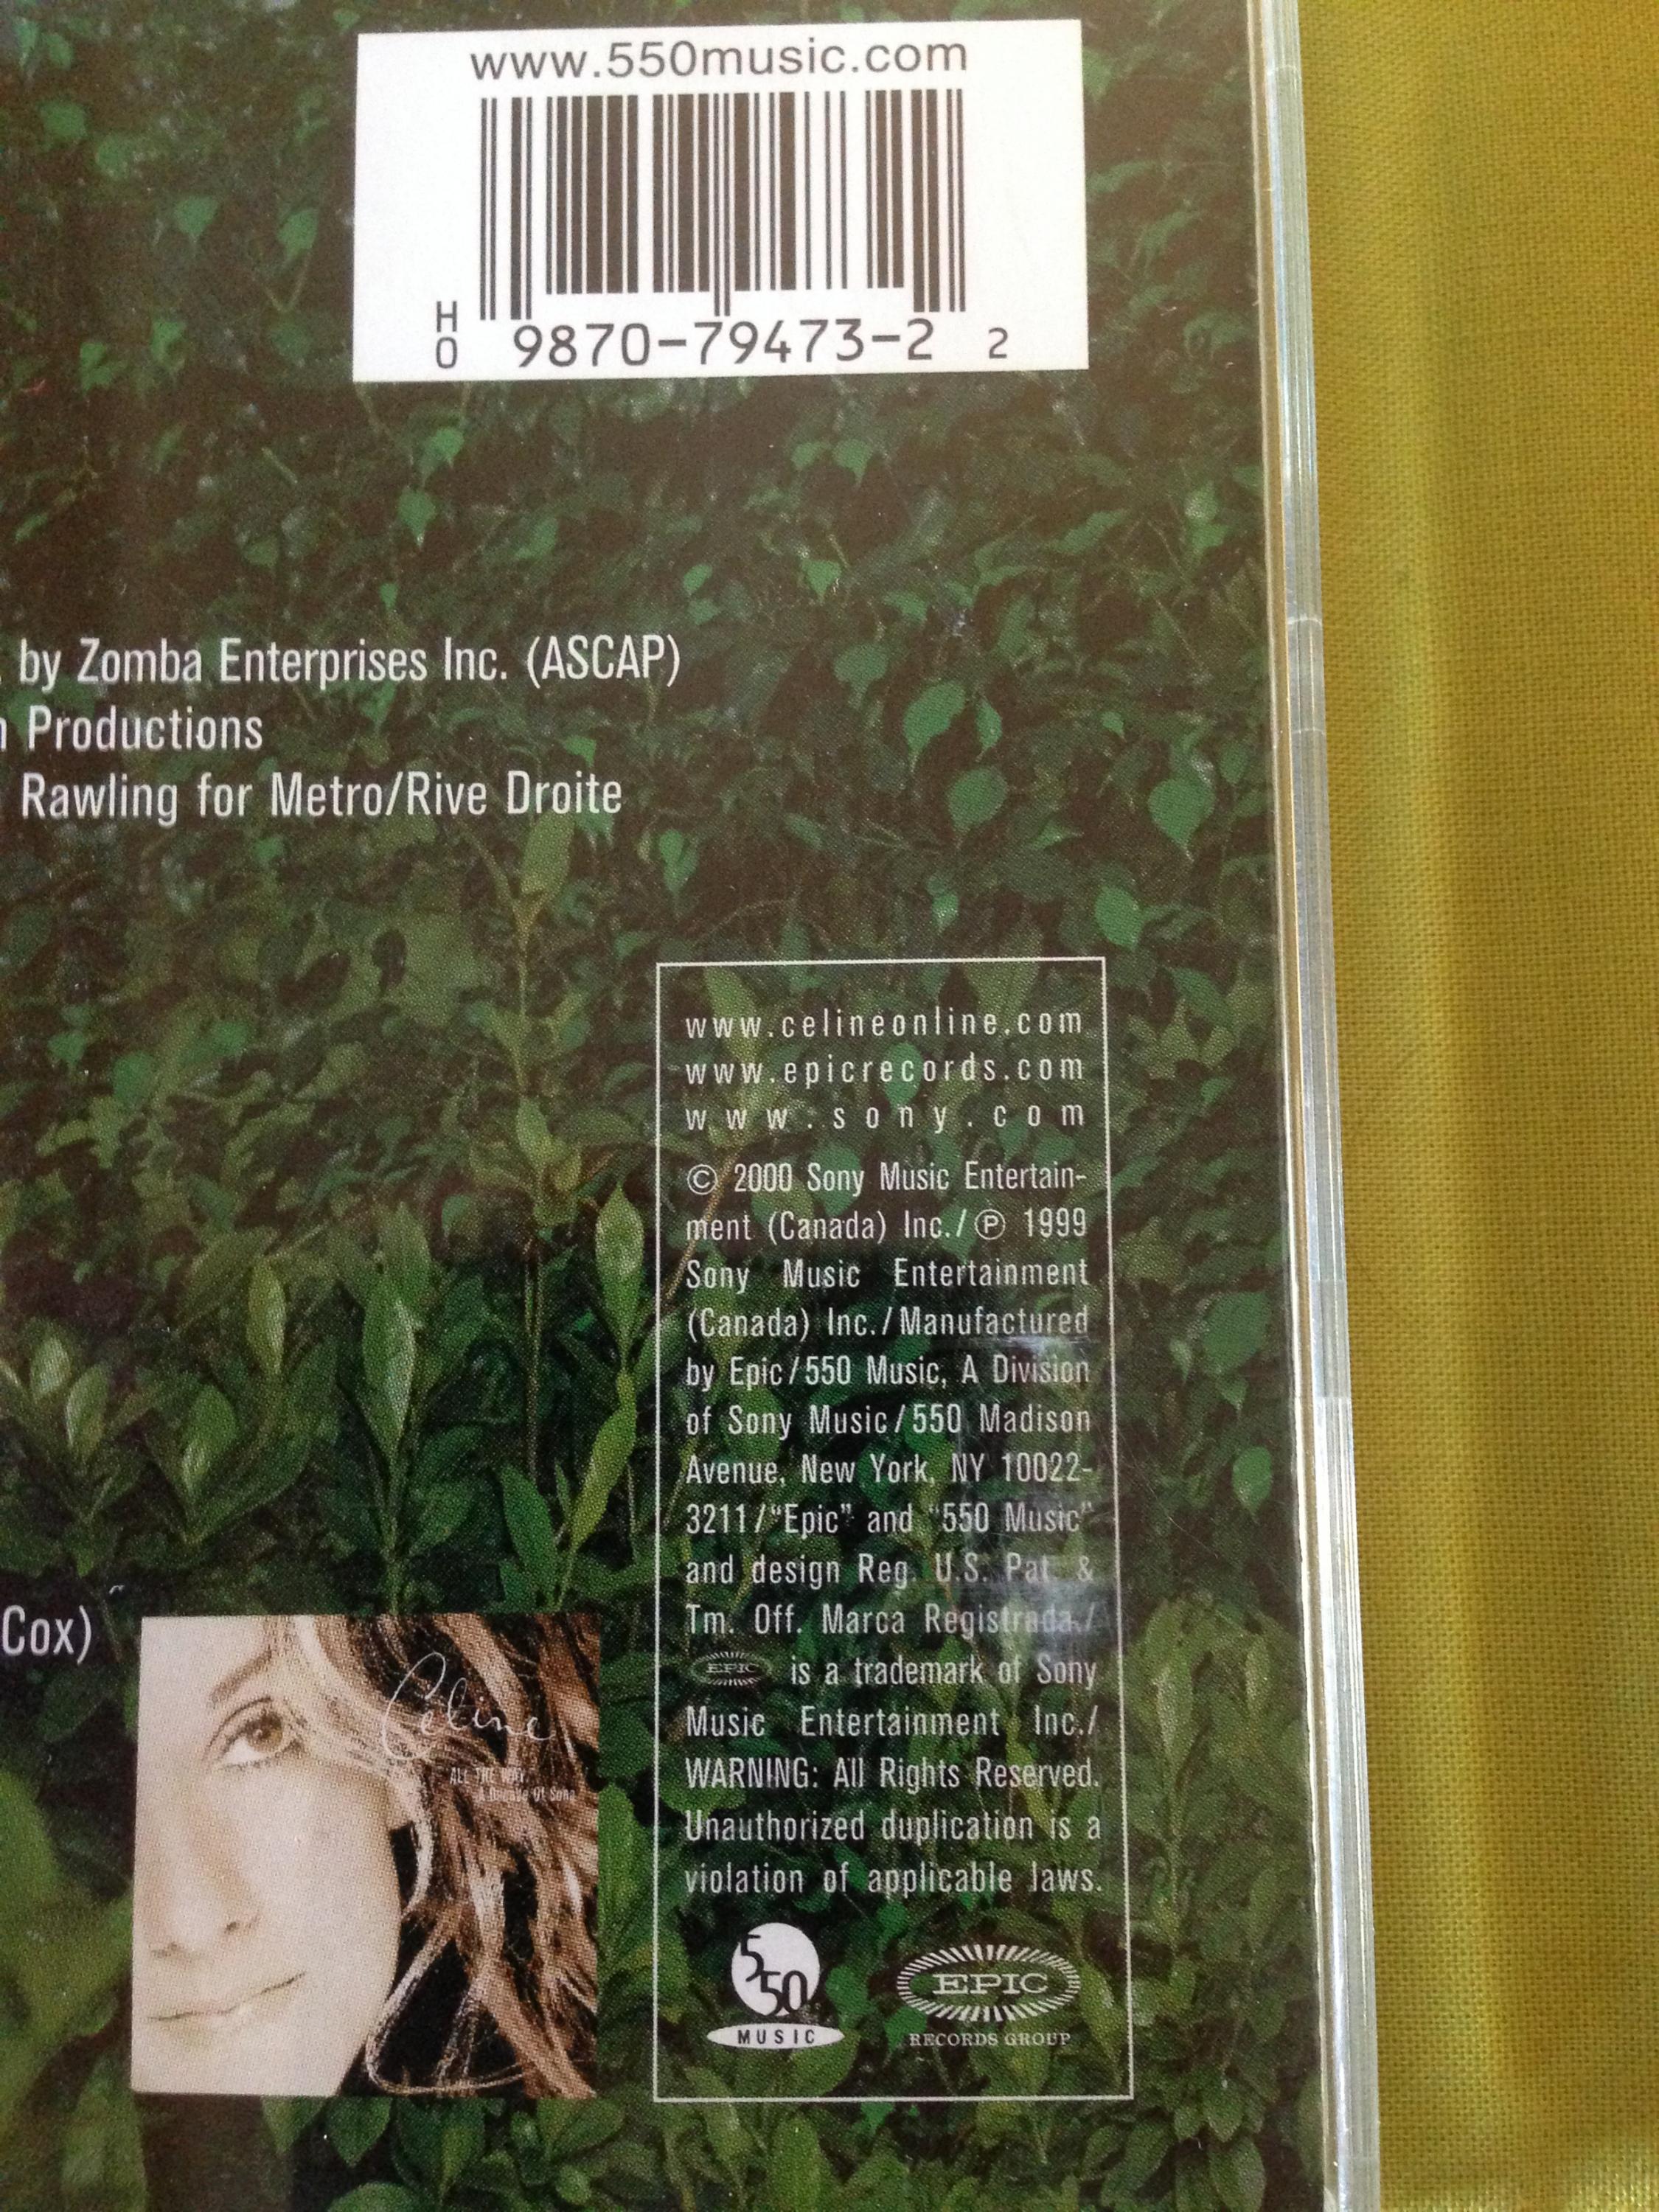 www.550music.com
H
0
9870-79473-2 2
by Zomba Enterprises Inc. (ASCAP)
Productions
Rawling for Metro/Rive Droite
www.celineonline.com
www.epicrecords.com
www.sony.com
© 2000 Sony Music Entertain-
ment (Canada) Inc./ ℗ 1999
Sony Music Entertainment
(Canada) Inc./Manufactured
by Epic/550 Music, A Division
of Sony Music/550 Madison
Avenue, New York, NY 10022-
3211/“Epic” and “550 Music”
and design Reg. U.S. Pat. &
Tm. Off. Marca Registrada./
EPIC is a trademark of Sony
Music Entertainment Inc./
WARNING: All Rights Reserved.
Unauthorized duplication is a
violation of applicable laws.
550
MUSIC
EPIC
RECORDS GROUP
Cox)
Celine
ALL THE WAY
A Decade Of Song